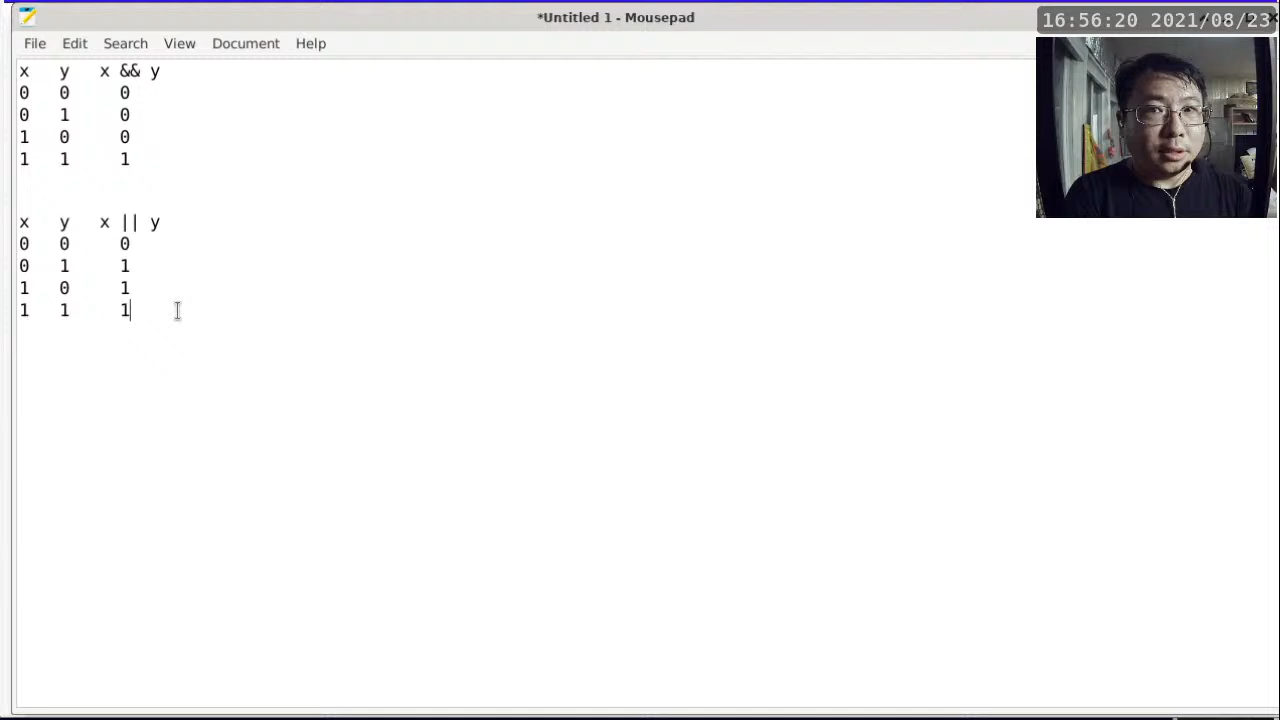 *Untitled 1 - Mousepad
16:56:20 2021/08/23
File Edit Search View Document Help
x y x && y
0 0 0
0 1 0
1 0 0
1 1 1
x y x || y
0 0 0
0 1 1
1 0 1
1 1 1